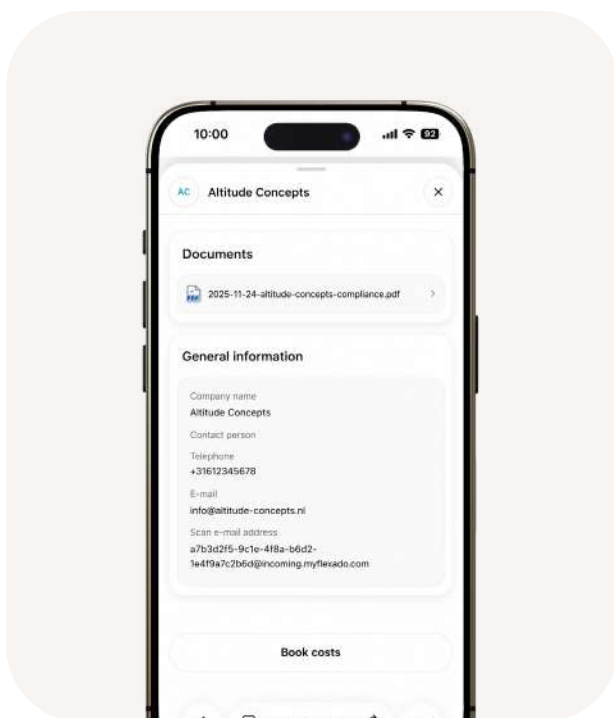 10:00
92
AC
Altitude Concepts
Documents
PDF
2025-11-24-altitude-concepts-compliance.pdf
General information
Company name
Altitude Concepts
Contact person
Telephone
+31612345678
E-mail
info@altitude-concepts.nl
Scan e-mail address
a7b3d2f5-9c1e-4f8a-b6d2-
1e4f9a7c2b6d@incoming.myflexado.com
Book costs